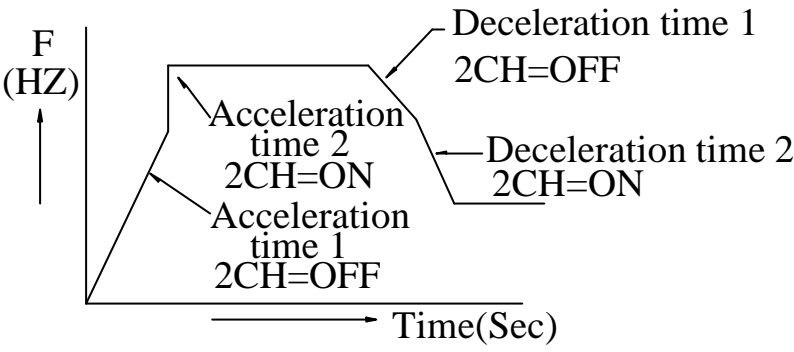 F
(HZ)
Deceleration time 1
2CH=OFF
Acceleration
time 2
2CH=ON
Deceleration time 2
2CH=ON
Acceleration
time 1
2CH=OFF
Time(Sec)